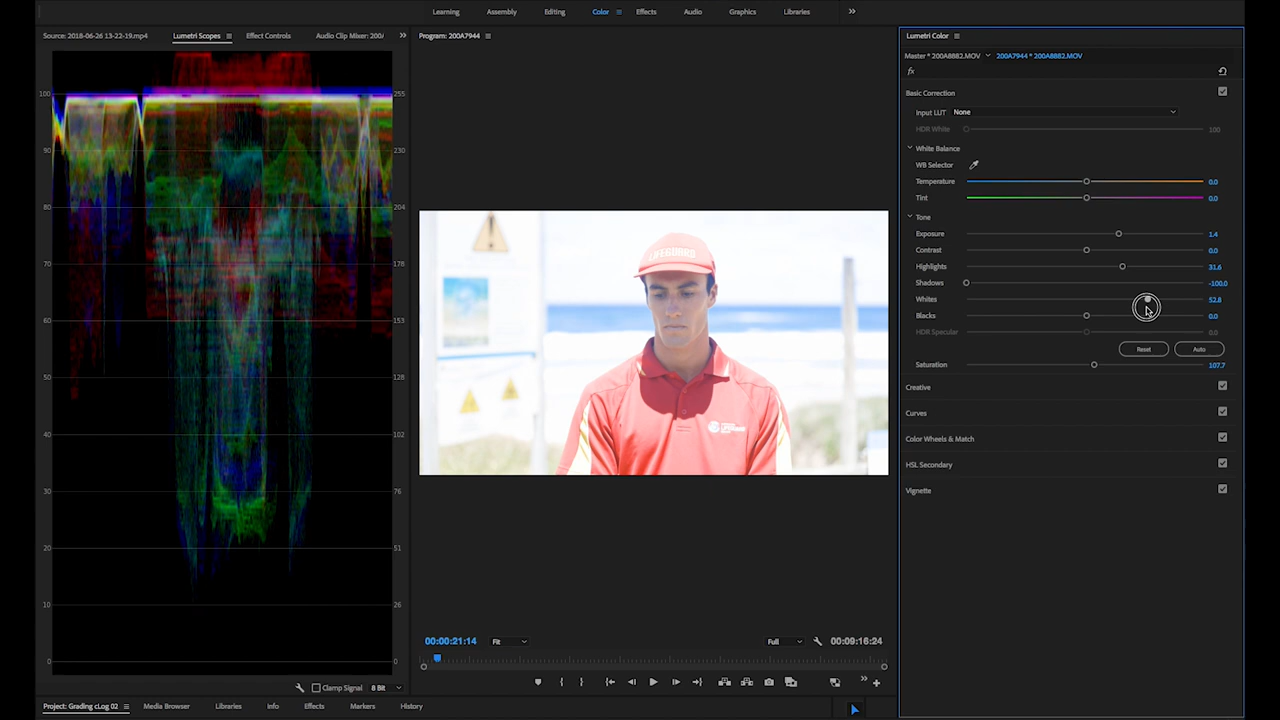 Learning Assembly Editing Color Effects Audio Graphics Libraries
Source: 2018-06-26 13-22-19.mp4 Lumetri Scopes Effect Controls Audio Clip Mixer: 200/
100 255
90 230
80 204
70 178
60 153
50 128
40 102
30 76
20 51
10 26
0 0
Clamp Signal 8 Bit
Program: 200A7944
LIFEGUARD
00:00:21:14 Fit Full 00:09:16:24
Lumetri Color
Master * 200A8882.MOV 200A7944 * 200A8882.MOV
fx
Basic Correction
Input LUT None
HDR White 100
White Balance
WB Selector
Temperature 0.0
Tint 0.0
Tone
Exposure 1.4
Contrast 0.0
Highlights 31.6
Shadows -100.0
Whites 52.8
Blacks 0.0
HDR Specular 0.0
Reset Auto
Saturation 107.7
Creative
Curves
Color Wheels & Match
HSL Secondary
Vignette
Project: Grading cLog 02 Media Browser Libraries Info Effects Markers History